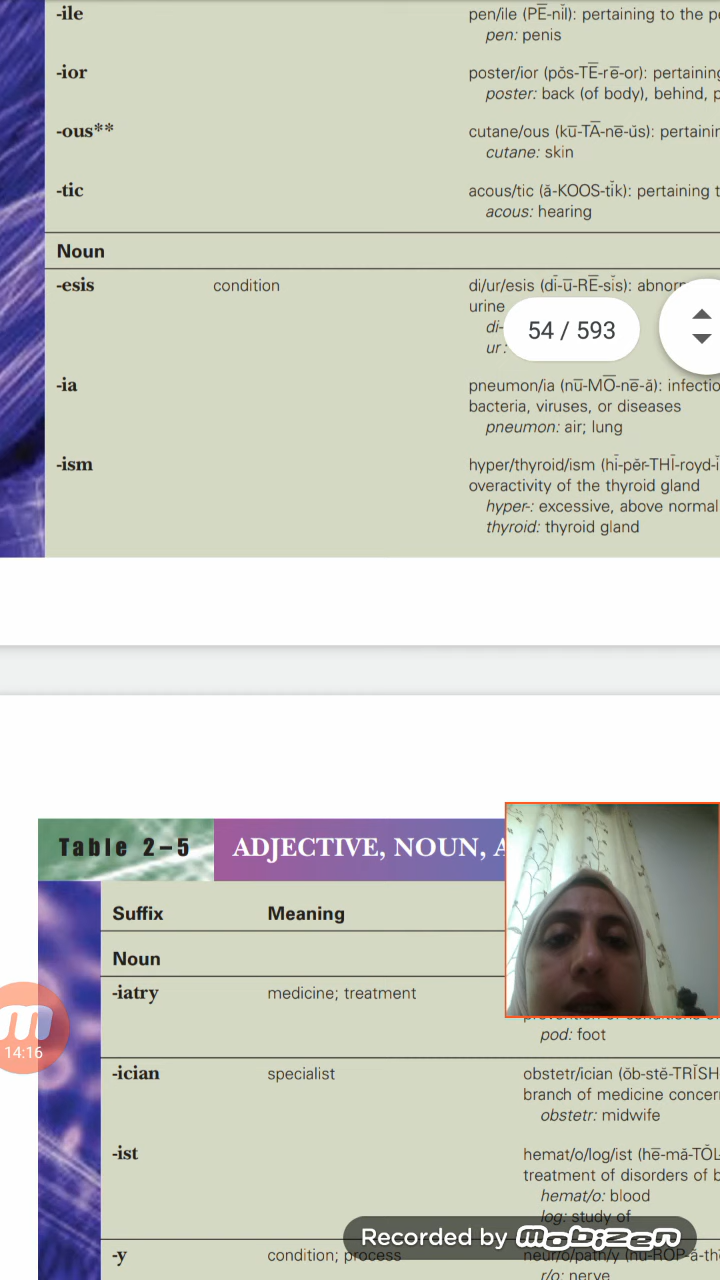 -ile pen/ile (PĒ-nĭl): pertaining to the
pen: penis
-ior poster/ior (pŏs-TĒ-rē-or): pertaining
poster: back (of body), behind,
-ous** cutane/ous (kū-TĀ-nē-ŭs):
cutane: skin
-tic acous/tic (ă-KOOS-tĭk): pertaining
acous: hearing
Noun
-esis condition di/ur/esis (dī-ū-RĒ-sĭs):
urine
di-
ur:
54 / 593
-ia pneumon/ia (nū-MŌ-nē-ă):
bacteria, viruses, or diseases
pneumon: air; lung
-ism hyper/thyroid/ism (hī-pĕr-THĪ-royd-
overactivity of the thyroid gland
hyper-: excessive, above normal
thyroid: thyroid gland
Table 2–5 ADJECTIVE, NOUN,
Suffix Meaning
Noun
-iatry medicine; treatment
pod: foot
m
14:16
-ician specialist obstetr/ician (ŏb-stĕ-TRĬSH
branch of medicine
obstetr: midwife
-ist hemat/o/log/ist (hē-mă-TŎL
treatment of disorders of
hemat/o: blood
log: study of
Recorded by mobizen
-y condition; process neur/o/path/y (nū-ROP-ă-
r/o: nerve